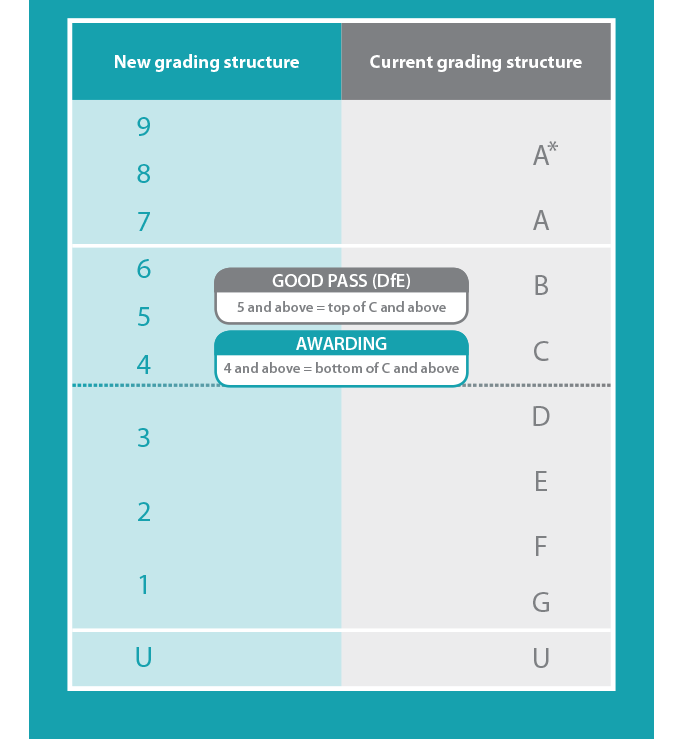 New grading structure
Current grading structure
9
8
7
A*
A
6
5
4
GOOD PASS (DfE)
5 and above = top of C and above
AWARDING
4 and above = bottom of C and above
B
C
3
2
1
D
E
F
G
U
U